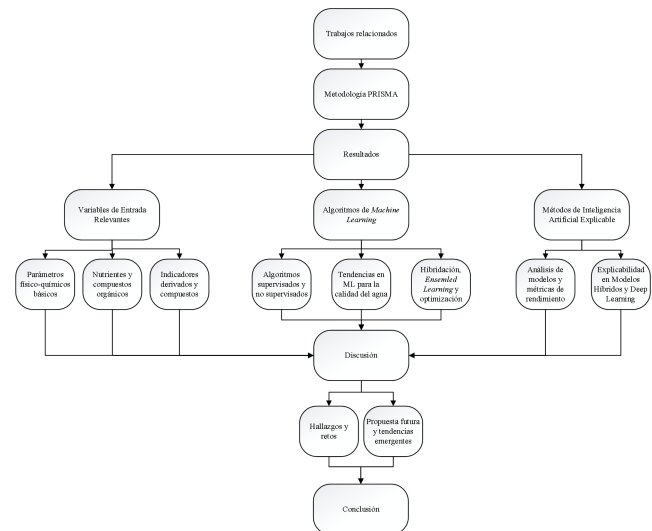 Trabajos relacionados
Metodología PRISMA
Resultados
Variables de Entrada
Relevantes
Algoritmos de Machine
Learning
Métodos de Inteligencia
Artificial Explicable
Parámetros
físico-químicos
básicos
Nutrientes y
compuestos
orgánicos
Indicadores
derivados y
compuestos
Algoritmos
supervisados y
no supervisados
Tendencias en
ML para la
calidad del agua
Hibridación,
Ensemled
Learning y
optimización
Análisis de
modelos y
métricas de
rendimiento
Explicabilidad
en Modelos
Híbridos y Deep
Learning
Discusión
Hallazgos y
retos
Propuesta futura
y tendencias
emergentes
Conclusión